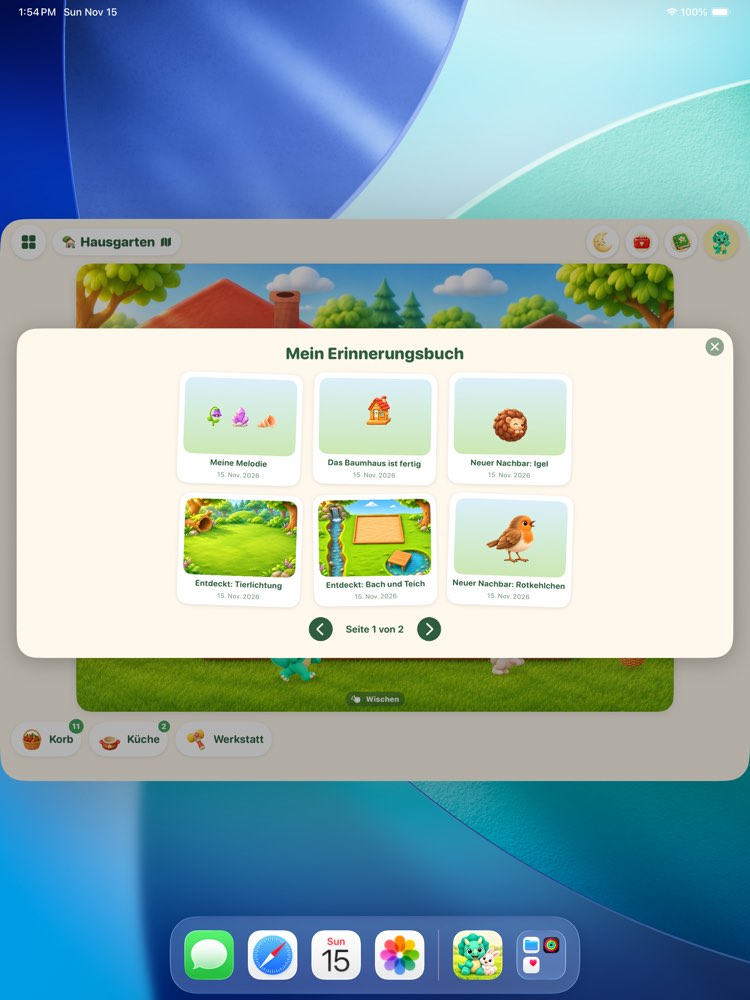 1:54 PM Sun Nov 15
100%
Hausgarten
Mein Erinnerungsbuch
Meine Melodie
15. Nov. 2026
Das Baumhaus ist fertig
15. Nov. 2026
Neuer Nachbar: Igel
15. Nov. 2026
Entdeckt: Tierlichtung
15. Nov. 2026
Entdeckt: Bach und Teich
15. Nov. 2026
Neuer Nachbar: Rotkehlchen
15. Nov. 2026
Seite 1 von 2
Wischen
Korb
11
Küche
2
Werkstatt
Sun
15